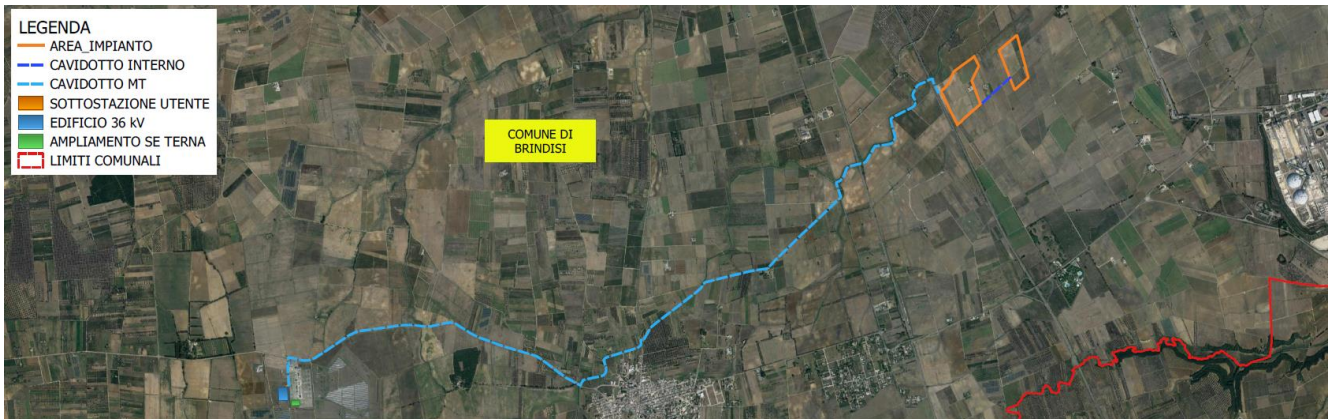 LEGENDA
AREA_IMPIANTO
CAVIDOTTO INTERNO
CAVIDOTTO MT
SOTTOSTAZIONE UTENTE
EDIFICIO 36 kV
AMPLIAMENTO SE TERNA
LIMITI COMUNALI
COMUNE DI
BRINDISI